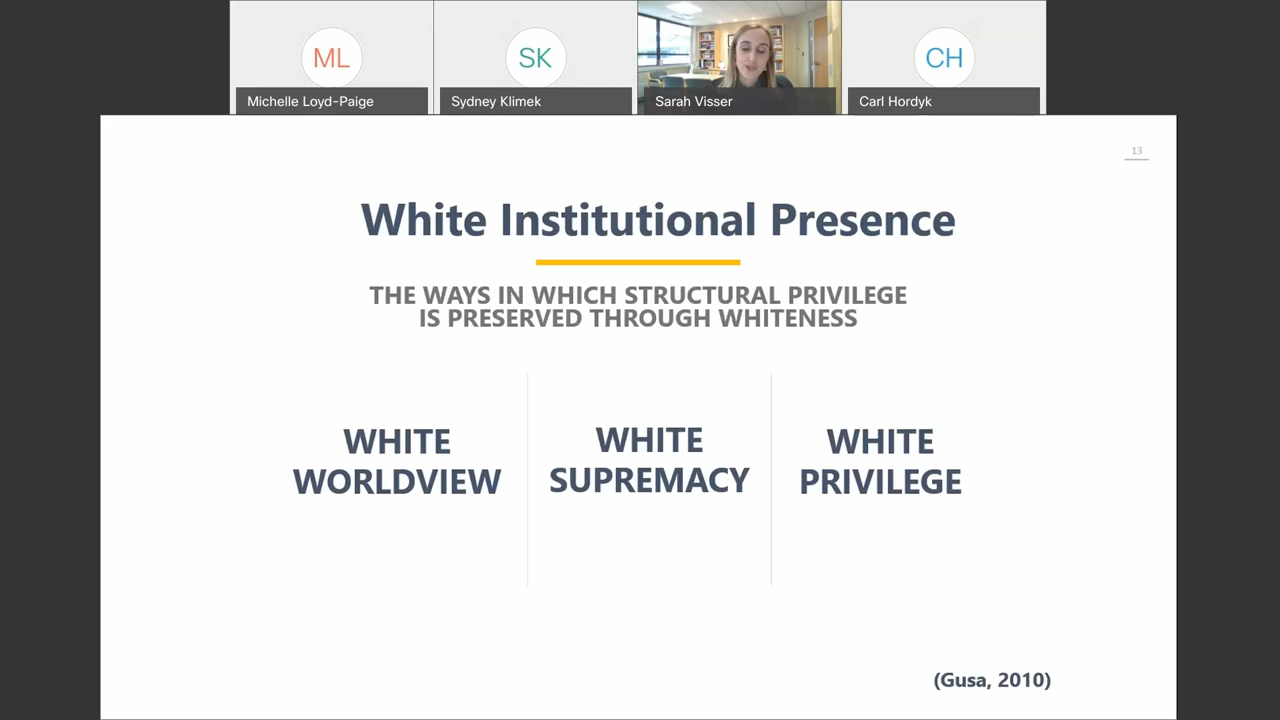 ML
SK
CH
Michelle Loyd-Paige
Sydney Klimek
Sarah Visser
Carl Hordyk
13
White Institutional Presence
THE WAYS IN WHICH STRUCTURAL PRIVILEGE
IS PRESERVED THROUGH WHITENESS
WHITE
WORLDVIEW
WHITE
SUPREMACY
WHITE
PRIVILEGE
(Gusa, 2010)